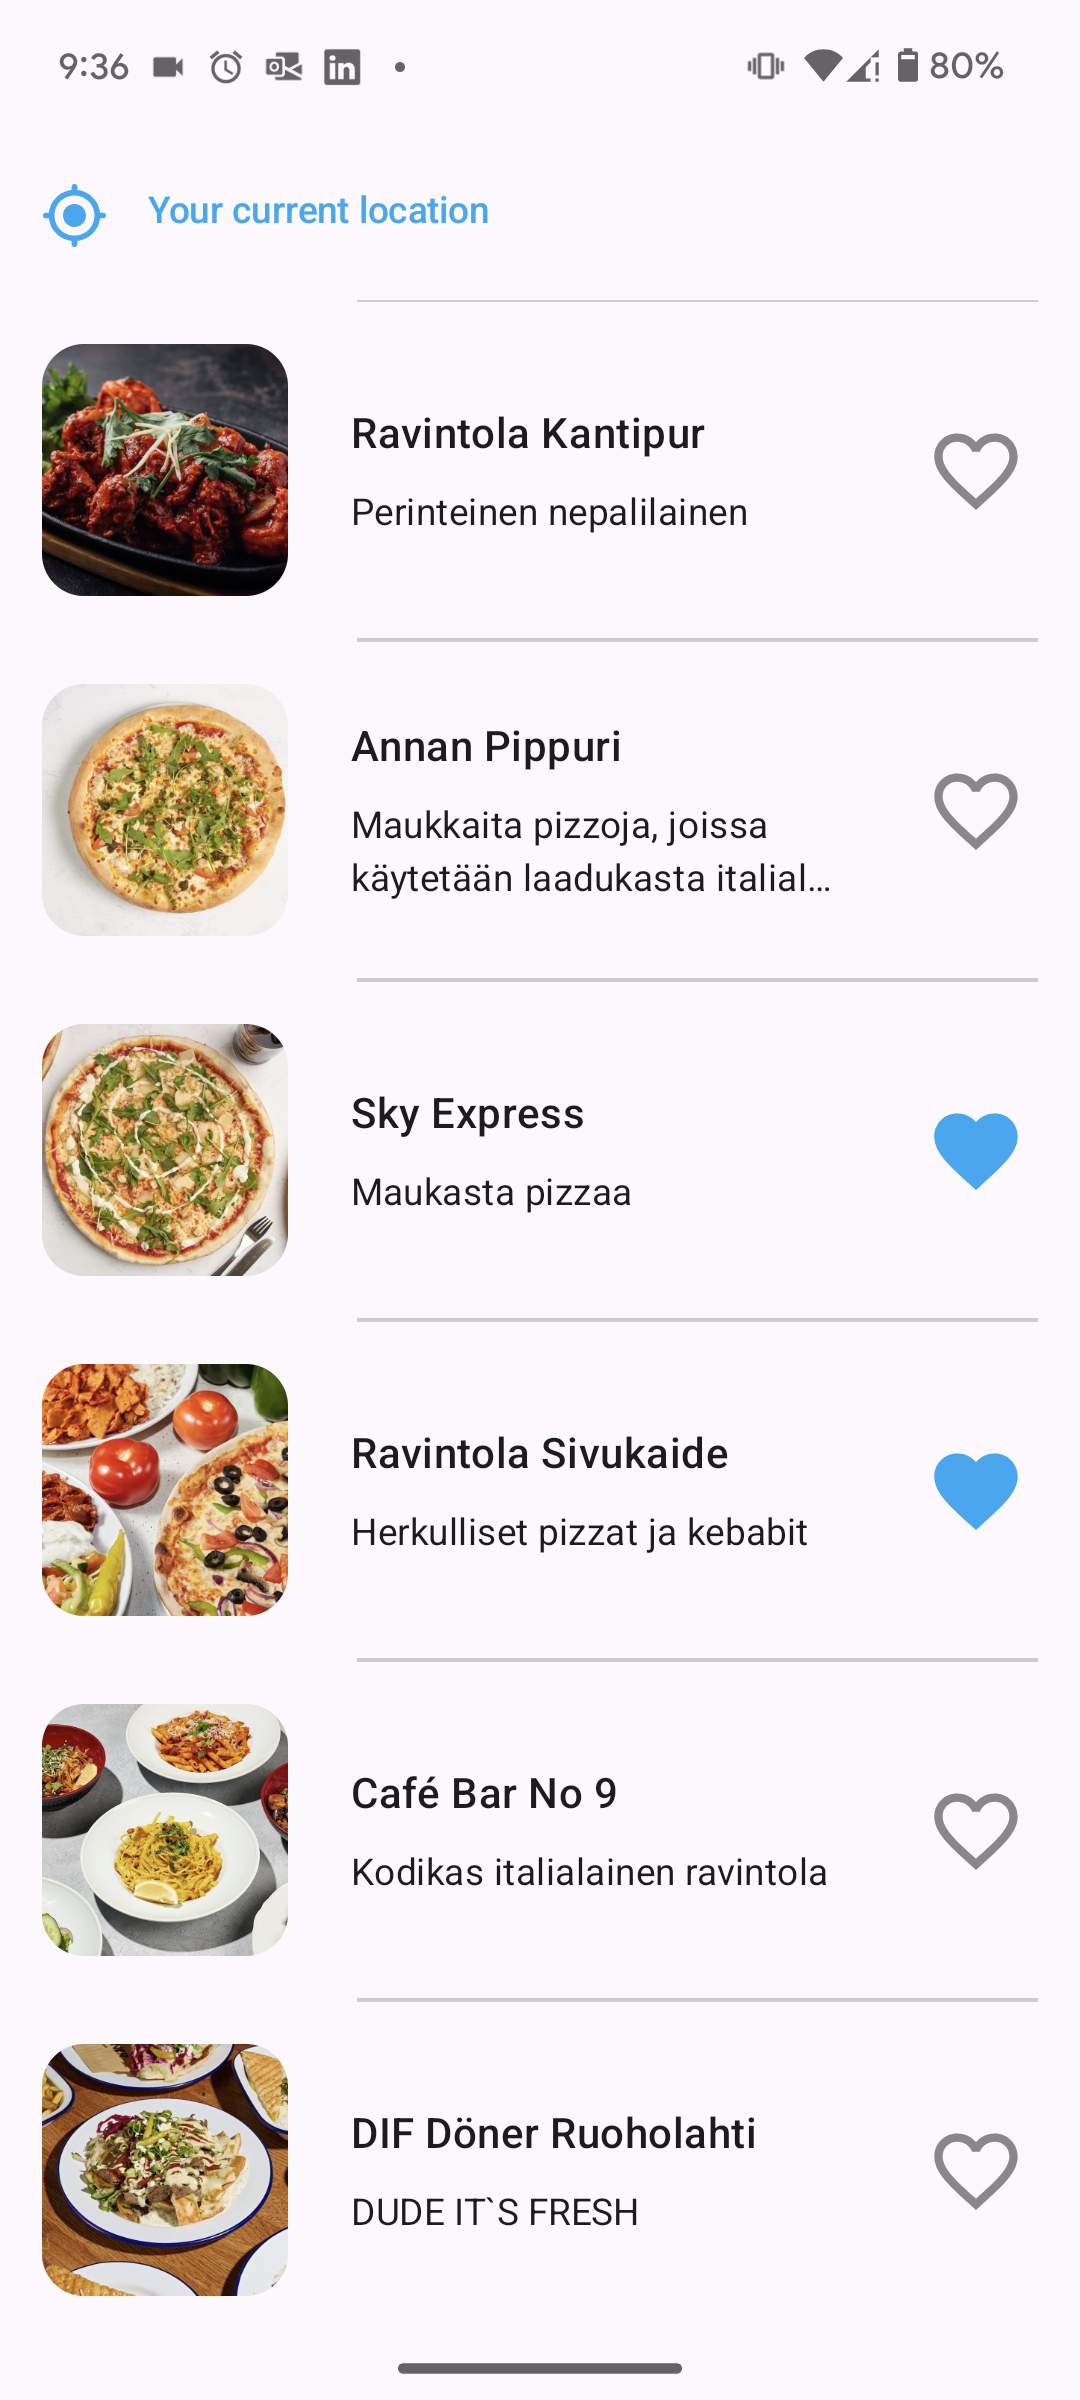 9:36
in
80%
Your current location
Ravintola Kantipur
Perinteinen nepalilainen
Annan Pippuri
Maukkaita pizzoja, joissa
käytetään laadukasta italial…
Sky Express
Maukasta pizzaa
Ravintola Sivukaide
Herkulliset pizzat ja kebabit
Café Bar No 9
Kodikas italialainen ravintola
DIF Döner Ruoholahti
DUDE IT`S FRESH